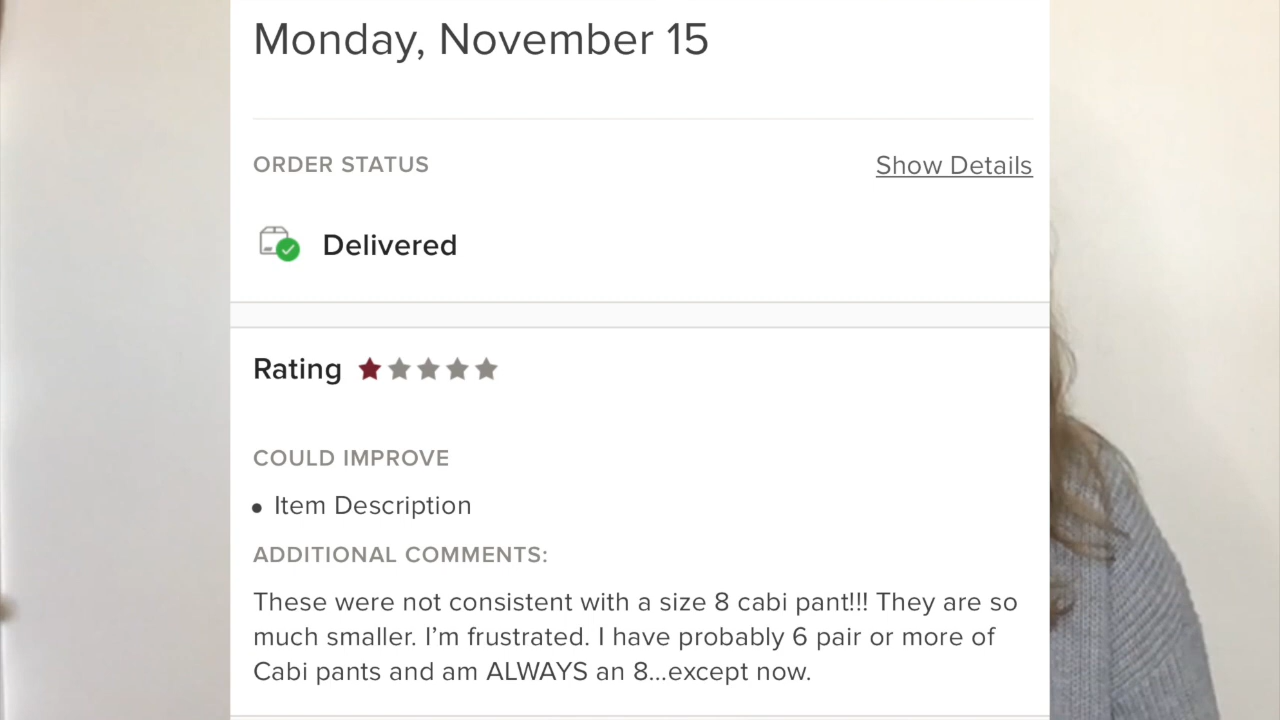 Monday, November 15
ORDER STATUS
Show Details
Delivered
Rating
COULD IMPROVE
• Item Description
ADDITIONAL COMMENTS:
These were not consistent with a size 8 cabi pant!!! They are so
much smaller. I’m frustrated. I have probably 6 pair or more of
Cabi pants and am ALWAYS an 8...except now.